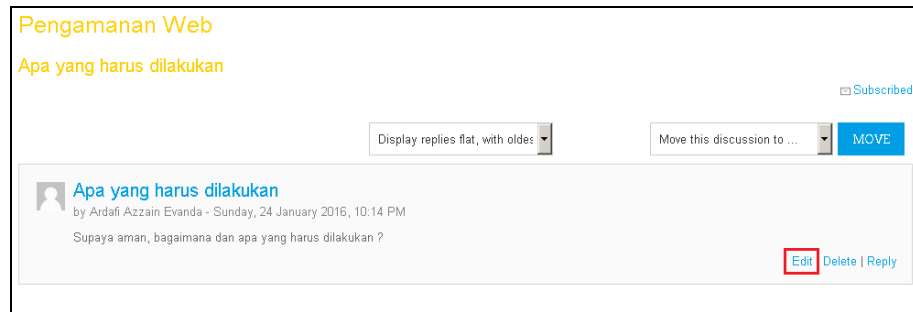 Pengamanan Web
Apa yang harus dilakukan
Subscribed
Display replies flat, with oldes
Move this discussion to ...
MOVE
Apa yang harus dilakukan
by Ardafi Azzain Evanda - Sunday, 24 January 2016, 10:14 PM
Supaya aman, bagaimana dan apa yang harus dilakukan ?
Edit Delete | Reply